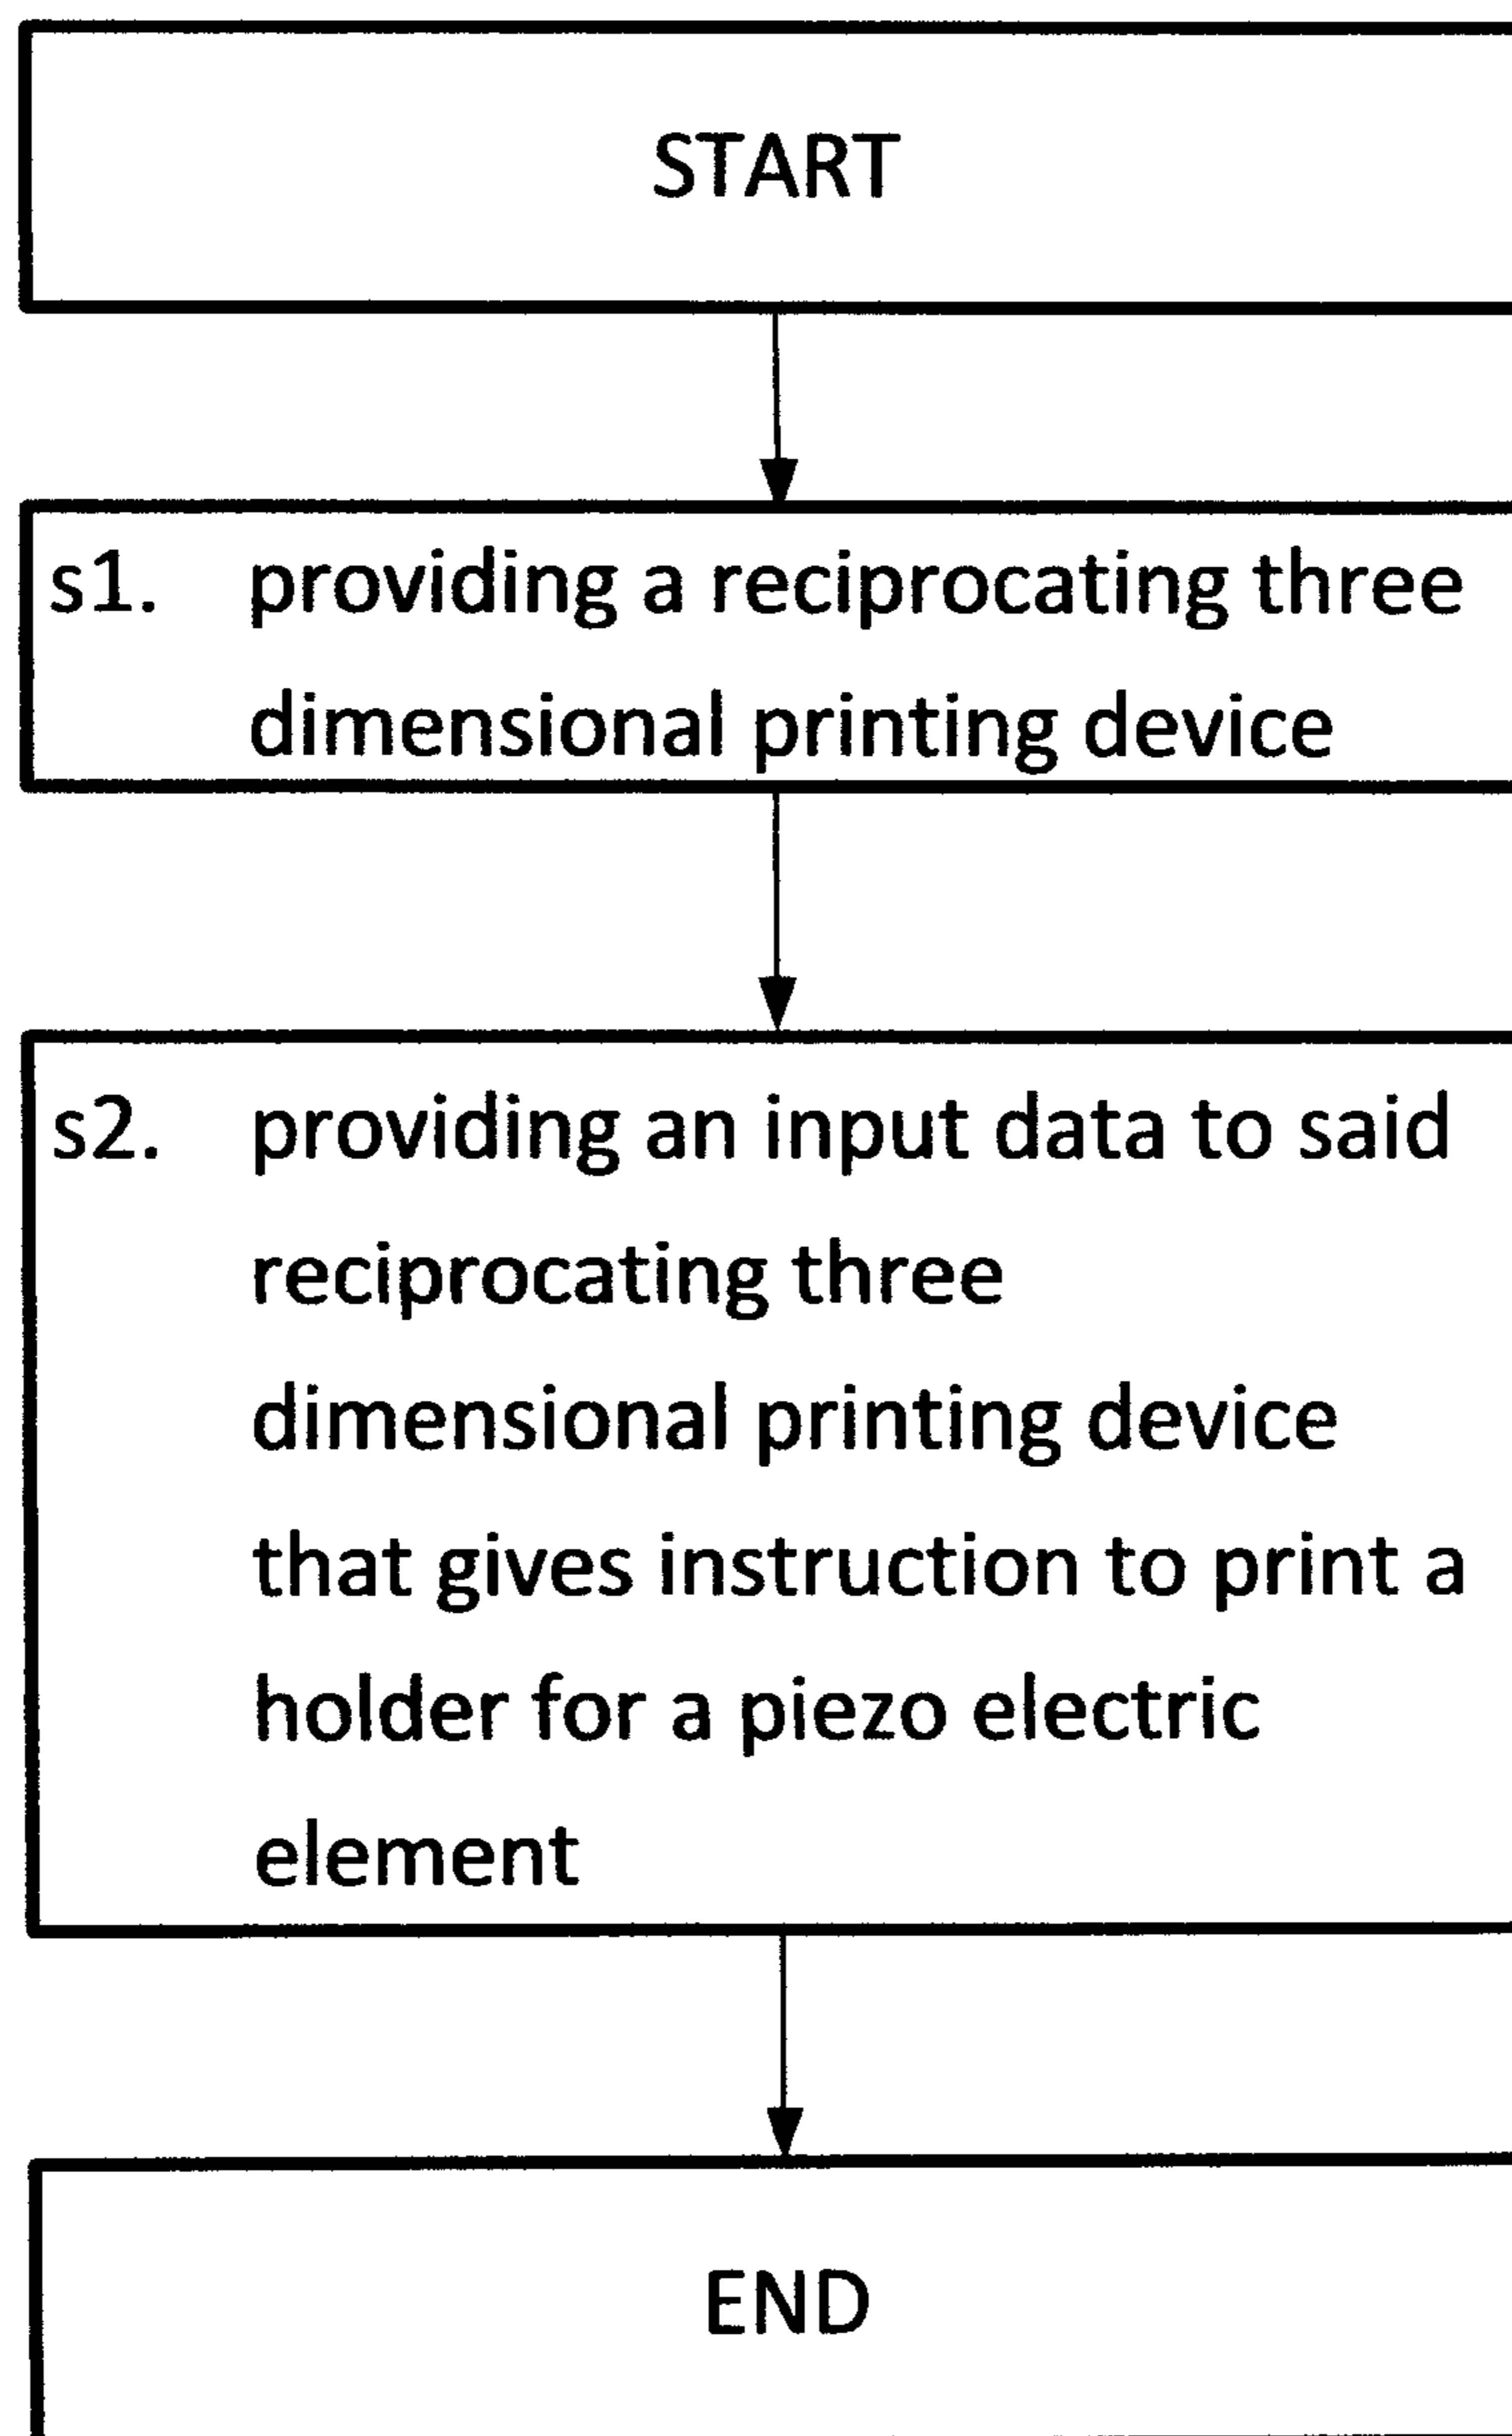 START
s1. providing a reciprocating three
dimensional printing device
s2. providing an input data to said
reciprocating three
dimensional printing device
that gives instruction to print a
holder for a piezo electric
element
END